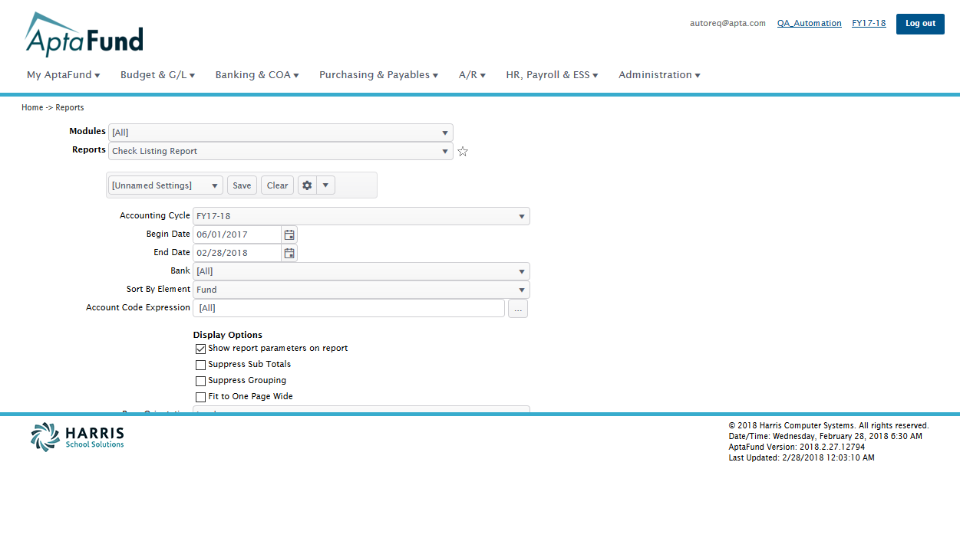 AptaFund
autoreq@apta.com QA_Automation FY17-18 Log out
My AptaFund Budget & G/L Banking & COA Purchasing & Payables A/R HR, Payroll & ESS Administration
Home -> Reports
Modules [All]
Reports Check Listing Report
[Unnamed Settings] Save Clear
Accounting Cycle FY17-18
Begin Date 06/01/2017
End Date 02/28/2018
Bank [All]
Sort By Element Fund
Account Code Expression [All] ...
Display Options
Show report parameters on report
Suppress Sub Totals
Suppress Grouping
Fit to One Page Wide
HARRIS
School Solutions
© 2018 Harris Computer Systems. All rights reserved.
Date/Time: Wednesday, February 28, 2018 6:30 AM
AptaFund Version: 2018.2.27.12794
Last Updated: 2/28/2018 12:03:10 AM